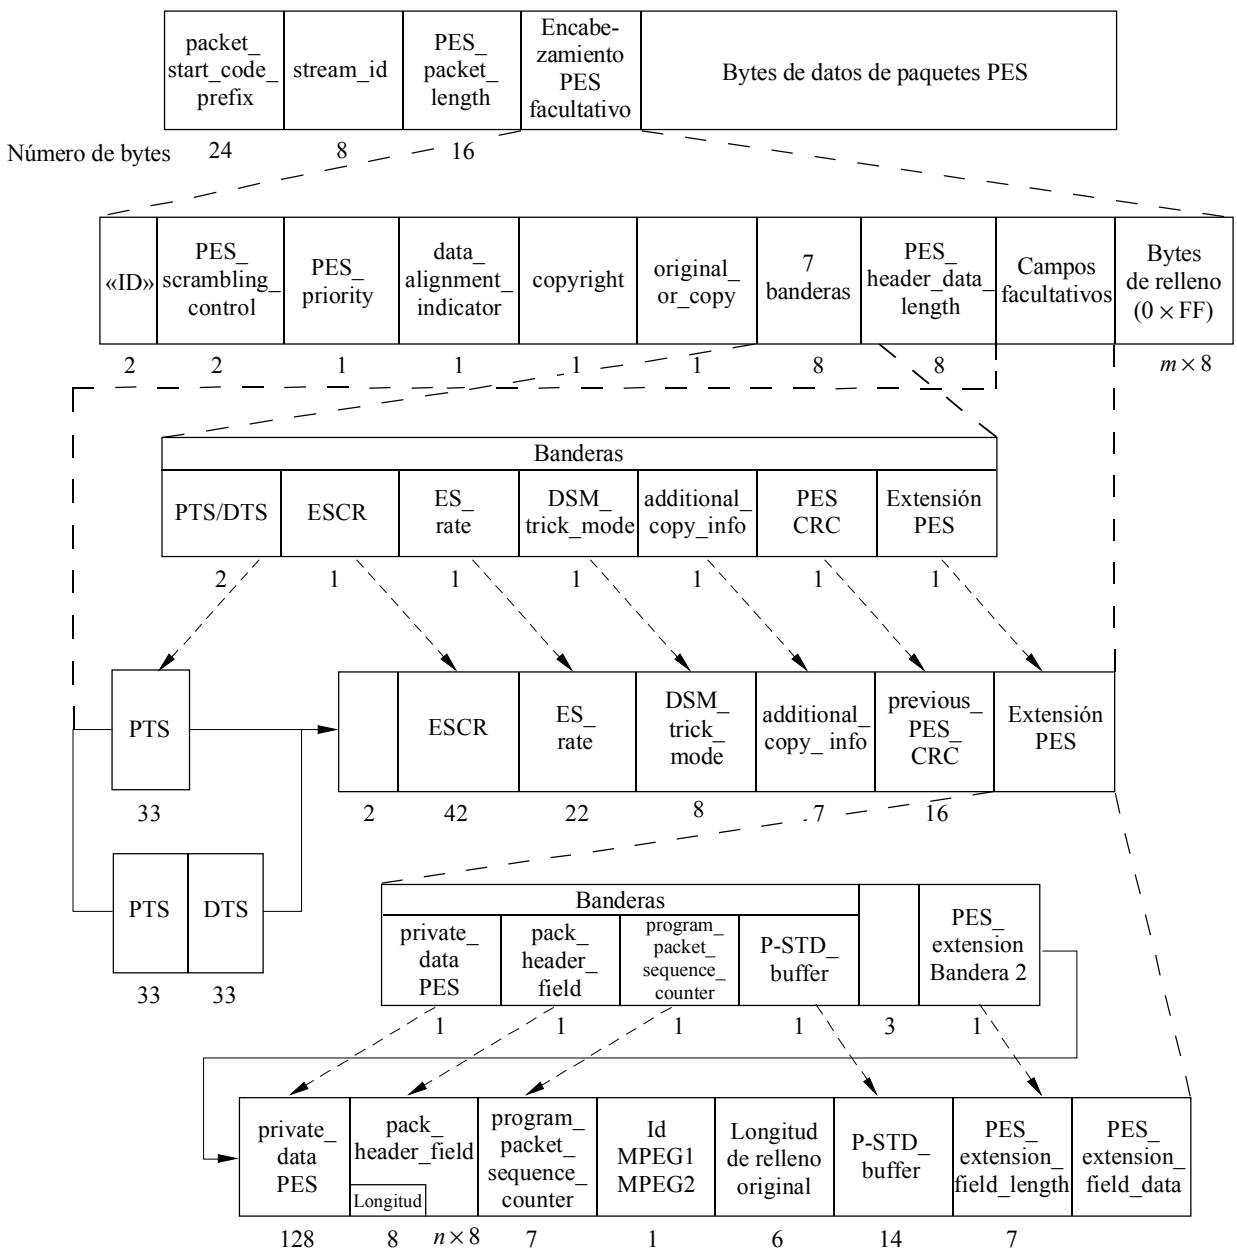 packet_
start_code_
prefix
stream_id
PES_
packet_
length
Encabe-
zamiento
PES
facultativo
Bytes de datos de paquetes PES
Número de bytes
24
8
16
«ID»
PES_
scrambling_
control
PES_
priority
data_
alignment_
indicator
copyright
original_
or_copy
7
banderas
PES_
header_data_
length
Campos
facultativos
Bytes
de relleno
(0 × FF)
2
2
1
1
1
1
8
8
m × 8
Banderas
PTS/DTS
ESCR
ES_
rate
DSM_
trick_mode
additional_
copy_info
PES
CRC
Extensión
PES
2
1
1
1
1
1
1
PTS
33
ESCR
ES_
rate
DSM_
trick_
mode
additional_
copy_ info
previous_
PES_
CRC
Extensión
PES
2
42
22
8
7
16
PTS
DTS
33
33
Banderas
private_
data
PES
pack_
header_
field
program_
packet_
sequence_
counter
P-STD_
buffer
PES_
extension
Bandera 2
1
1
1
1
3
1
private_
data
PES
pack_
header_field
Longitud
program_
packet_
sequence_
counter
Id
MPEG1
MPEG2
Longitud
de relleno
original
P-STD_
buffer
PES_
extension_
field_length
PES_
extension_
field_data
128
8
n × 8
7
1
6
14
7